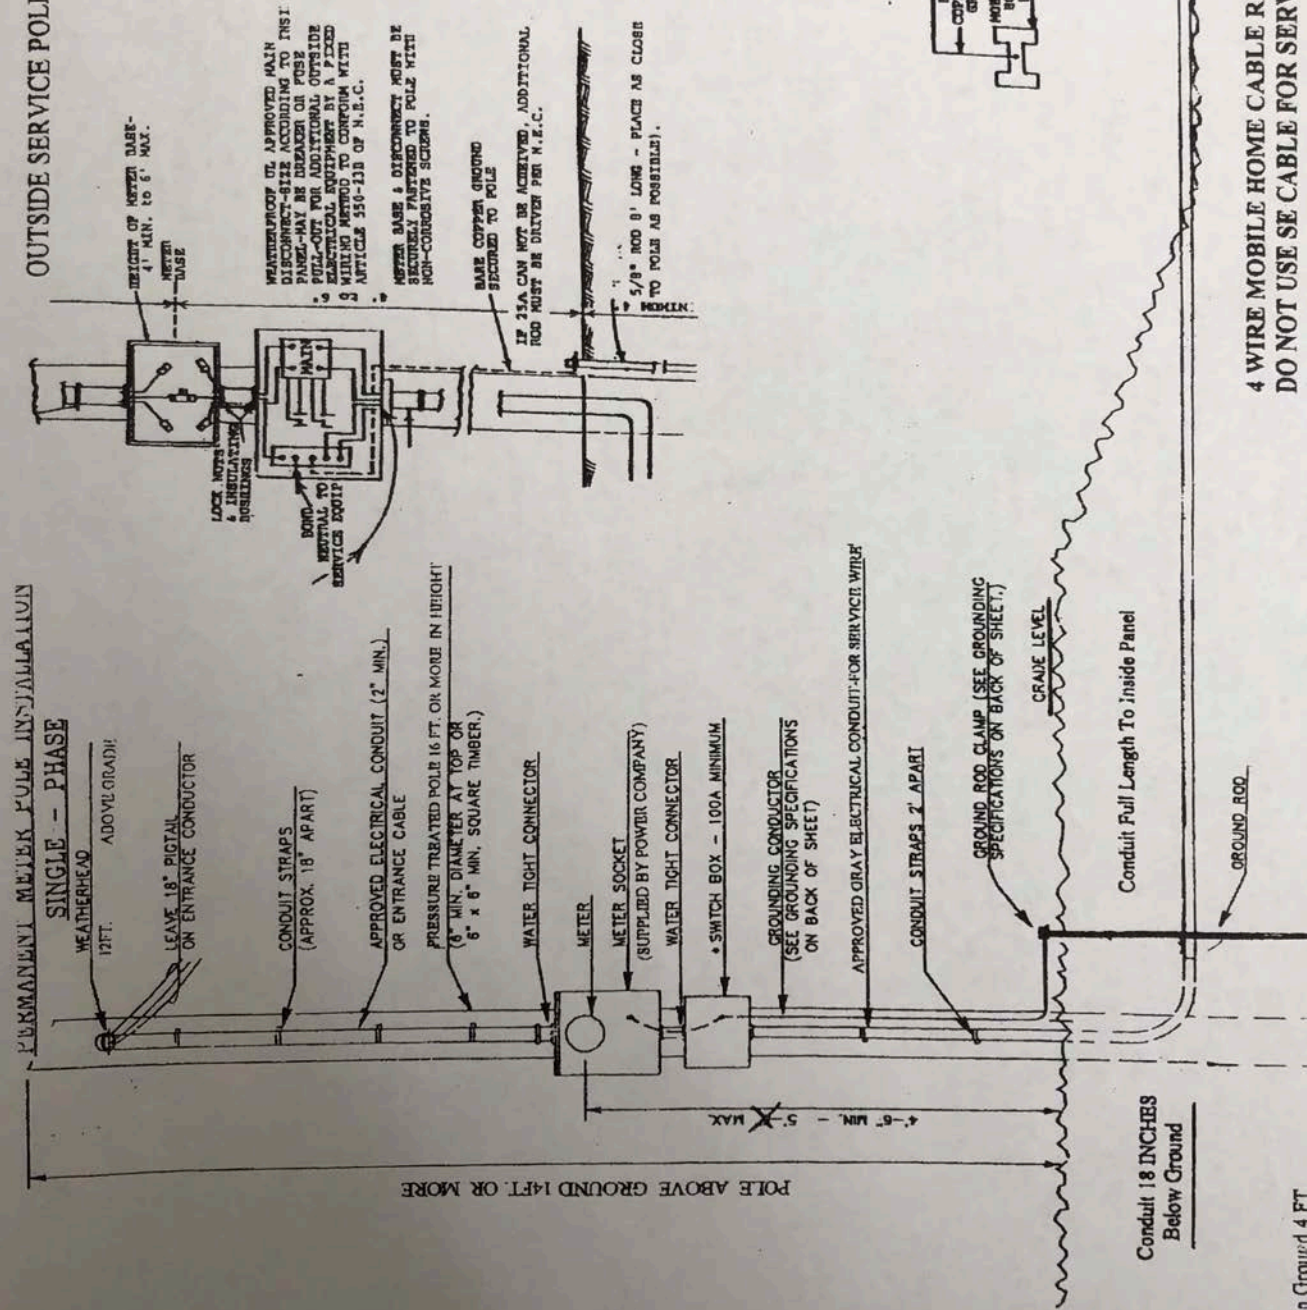 PERMANENT METER POLE INSTALLATION
SINGLE - PHASE
WEATHERHEAD
12FT. ABOVE GRADE
LEAVE 18" PIGTAIL
ON ENTRANCE CONDUCTOR
CONDUIT STRAPS
(APPROX. 18" APART)
APPROVED ELECTRICAL CONDUIT (2" MIN.)
OR ENTRANCE CABLE
PRESSURE TREATED POLE 16 FT. OR MORE IN HEIGHT
(6" MIN. DIAMETER AT TOP OR
6" x 6" MIN. SQUARE TIMBER.)
WATER TIGHT CONNECTOR
METER
METER SOCKET
(SUPPLIED BY POWER COMPANY)
WATER TIGHT CONNECTOR
* SWITCH BOX - 100A MINIMUM
GROUNDING CONDUCTOR
(SEE GROUNDING SPECIFICATIONS
ON BACK OF SHEET)
APPROVED GRAY ELECTRICAL CONDUIT-FOR SERVICE WIRE
CONDUIT STRAPS 2' APART
GROUND ROD CLAMP (SEE GROUNDING
SPECIFICATIONS ON BACK OF SHEET.)
GRADE LEVEL
Conduit Full Length To Inside Panel
GROUND ROD
4'-6" MIN. - 5' MAX
POLE ABOVE GROUND 14FT. OR MORE
Conduit 18 INCHES
Below Ground
Ground 4 FT
OUTSIDE SERVICE POL
HEIGHT OF METER BASE-
4' MIN. to 6' MAX.
METER
BASE
WEATHERPROOF UL APPROVED MAIN
DISCONNECT-SIZE ACCORDING TO INSI
PANEL-MAY BE BREAKER OR FUSE
PULL-OUT FOR ADDITIONAL OUTSIDE
ELECTRICAL EQUIPMENT BY A FIXED
WIRING METHOD TO CONFORM WITH
ARTICLE 550-23D OF N.E.C.
METER BASE & DISCONNECT MUST BE
SECURELY FASTENED TO POLE WITH
NON-CORROSIVE SCREWS.
MAIN
LOCK NUTS
& INSULATING
BUSHINGS
BOND
NEUTRAL TO
SERVICE EQUIP
BARE COPPER GROUND
SECURED TO POLE
IF 25A CAN NOT BE ACHEIVED, ADDITIONAL
ROD MUST BE DRIVEN PER N.E.C.
5/8" ROD 8' LONG - PLACE AS CLOSE
TO POLE AS POSSIBLE).
COP
MOB
4 WIRE MOBILE HOME CABLE R
DO NOT USE SE CABLE FOR SERV